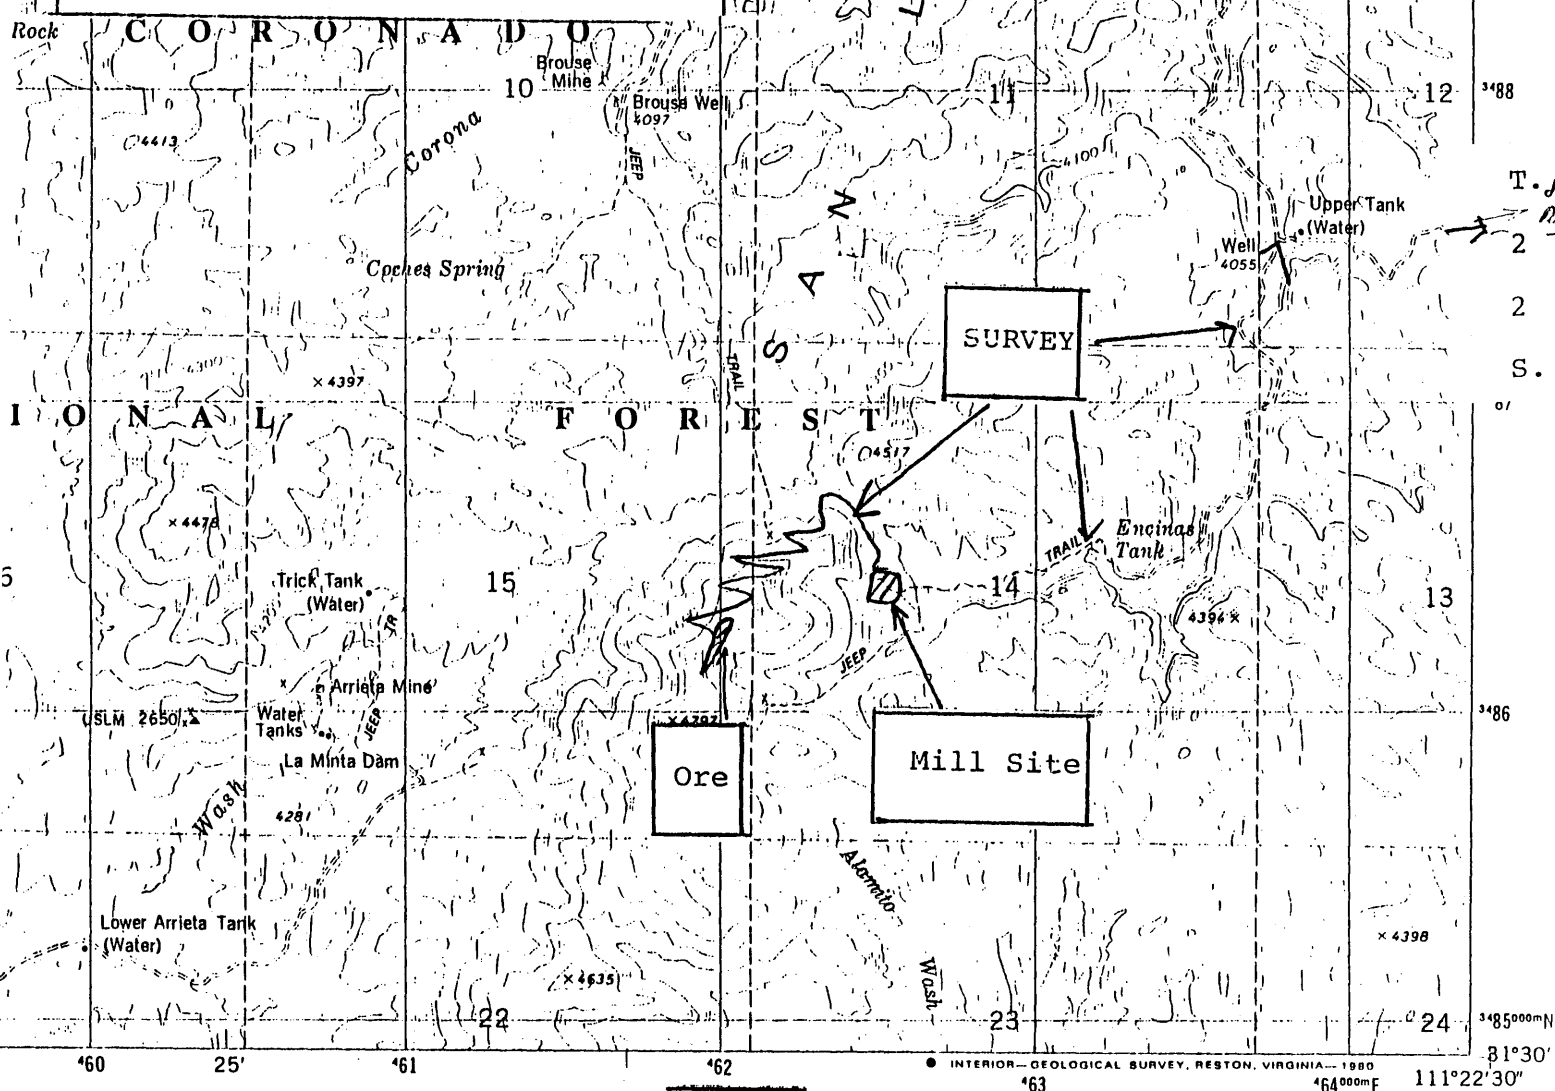 Rock
C O R O N A D O
Brouse
Mine
10
Brouse Well
4097
11
12
³⁴88
4413
Corona
JEEP
4100
N
T.
Upper Tank
(Water)
Well
4055
2
Coches Spring
A
2
SURVEY
S
4300
TRAIL
×4397
S.
I O N A L
F O R E S T
4517
×4478
TRAIL
Encinas
Tank
Trick Tank
(Water)
15
14
13
4394×
JEEP
Arrieta Mine
USLM 2650
Water
Tanks
JEEP
×4797
³⁴86
La Minta Dam
Ore
Mill Site
Wash
4281
Alamito
Lower Arrieta Tank
(Water)
×4398
Wash
×4635
22
23
24
³⁴85⁰⁰⁰ᵐN
⁴60
25'
⁴61
⁴62
INTERIOR—GEOLOGICAL SURVEY, RESTON, VIRGINIA—1980
31°30'
⁴63
⁴64⁰⁰⁰ᵐE
111°22'30"